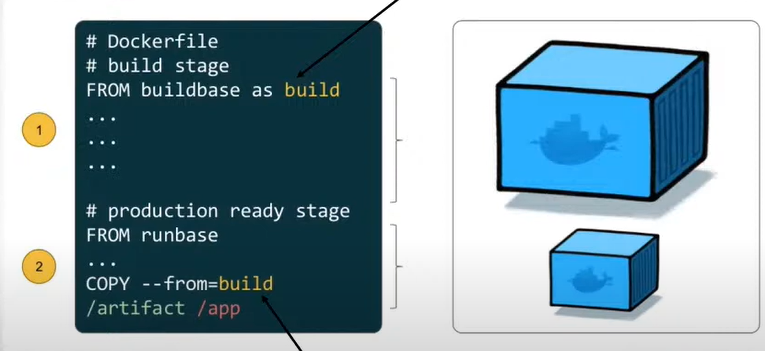 # Dockerfile
# build stage
FROM buildbase as build
...
...
...
# production ready stage
FROM runbase
...
COPY --from=build
/artifact /app
1
2